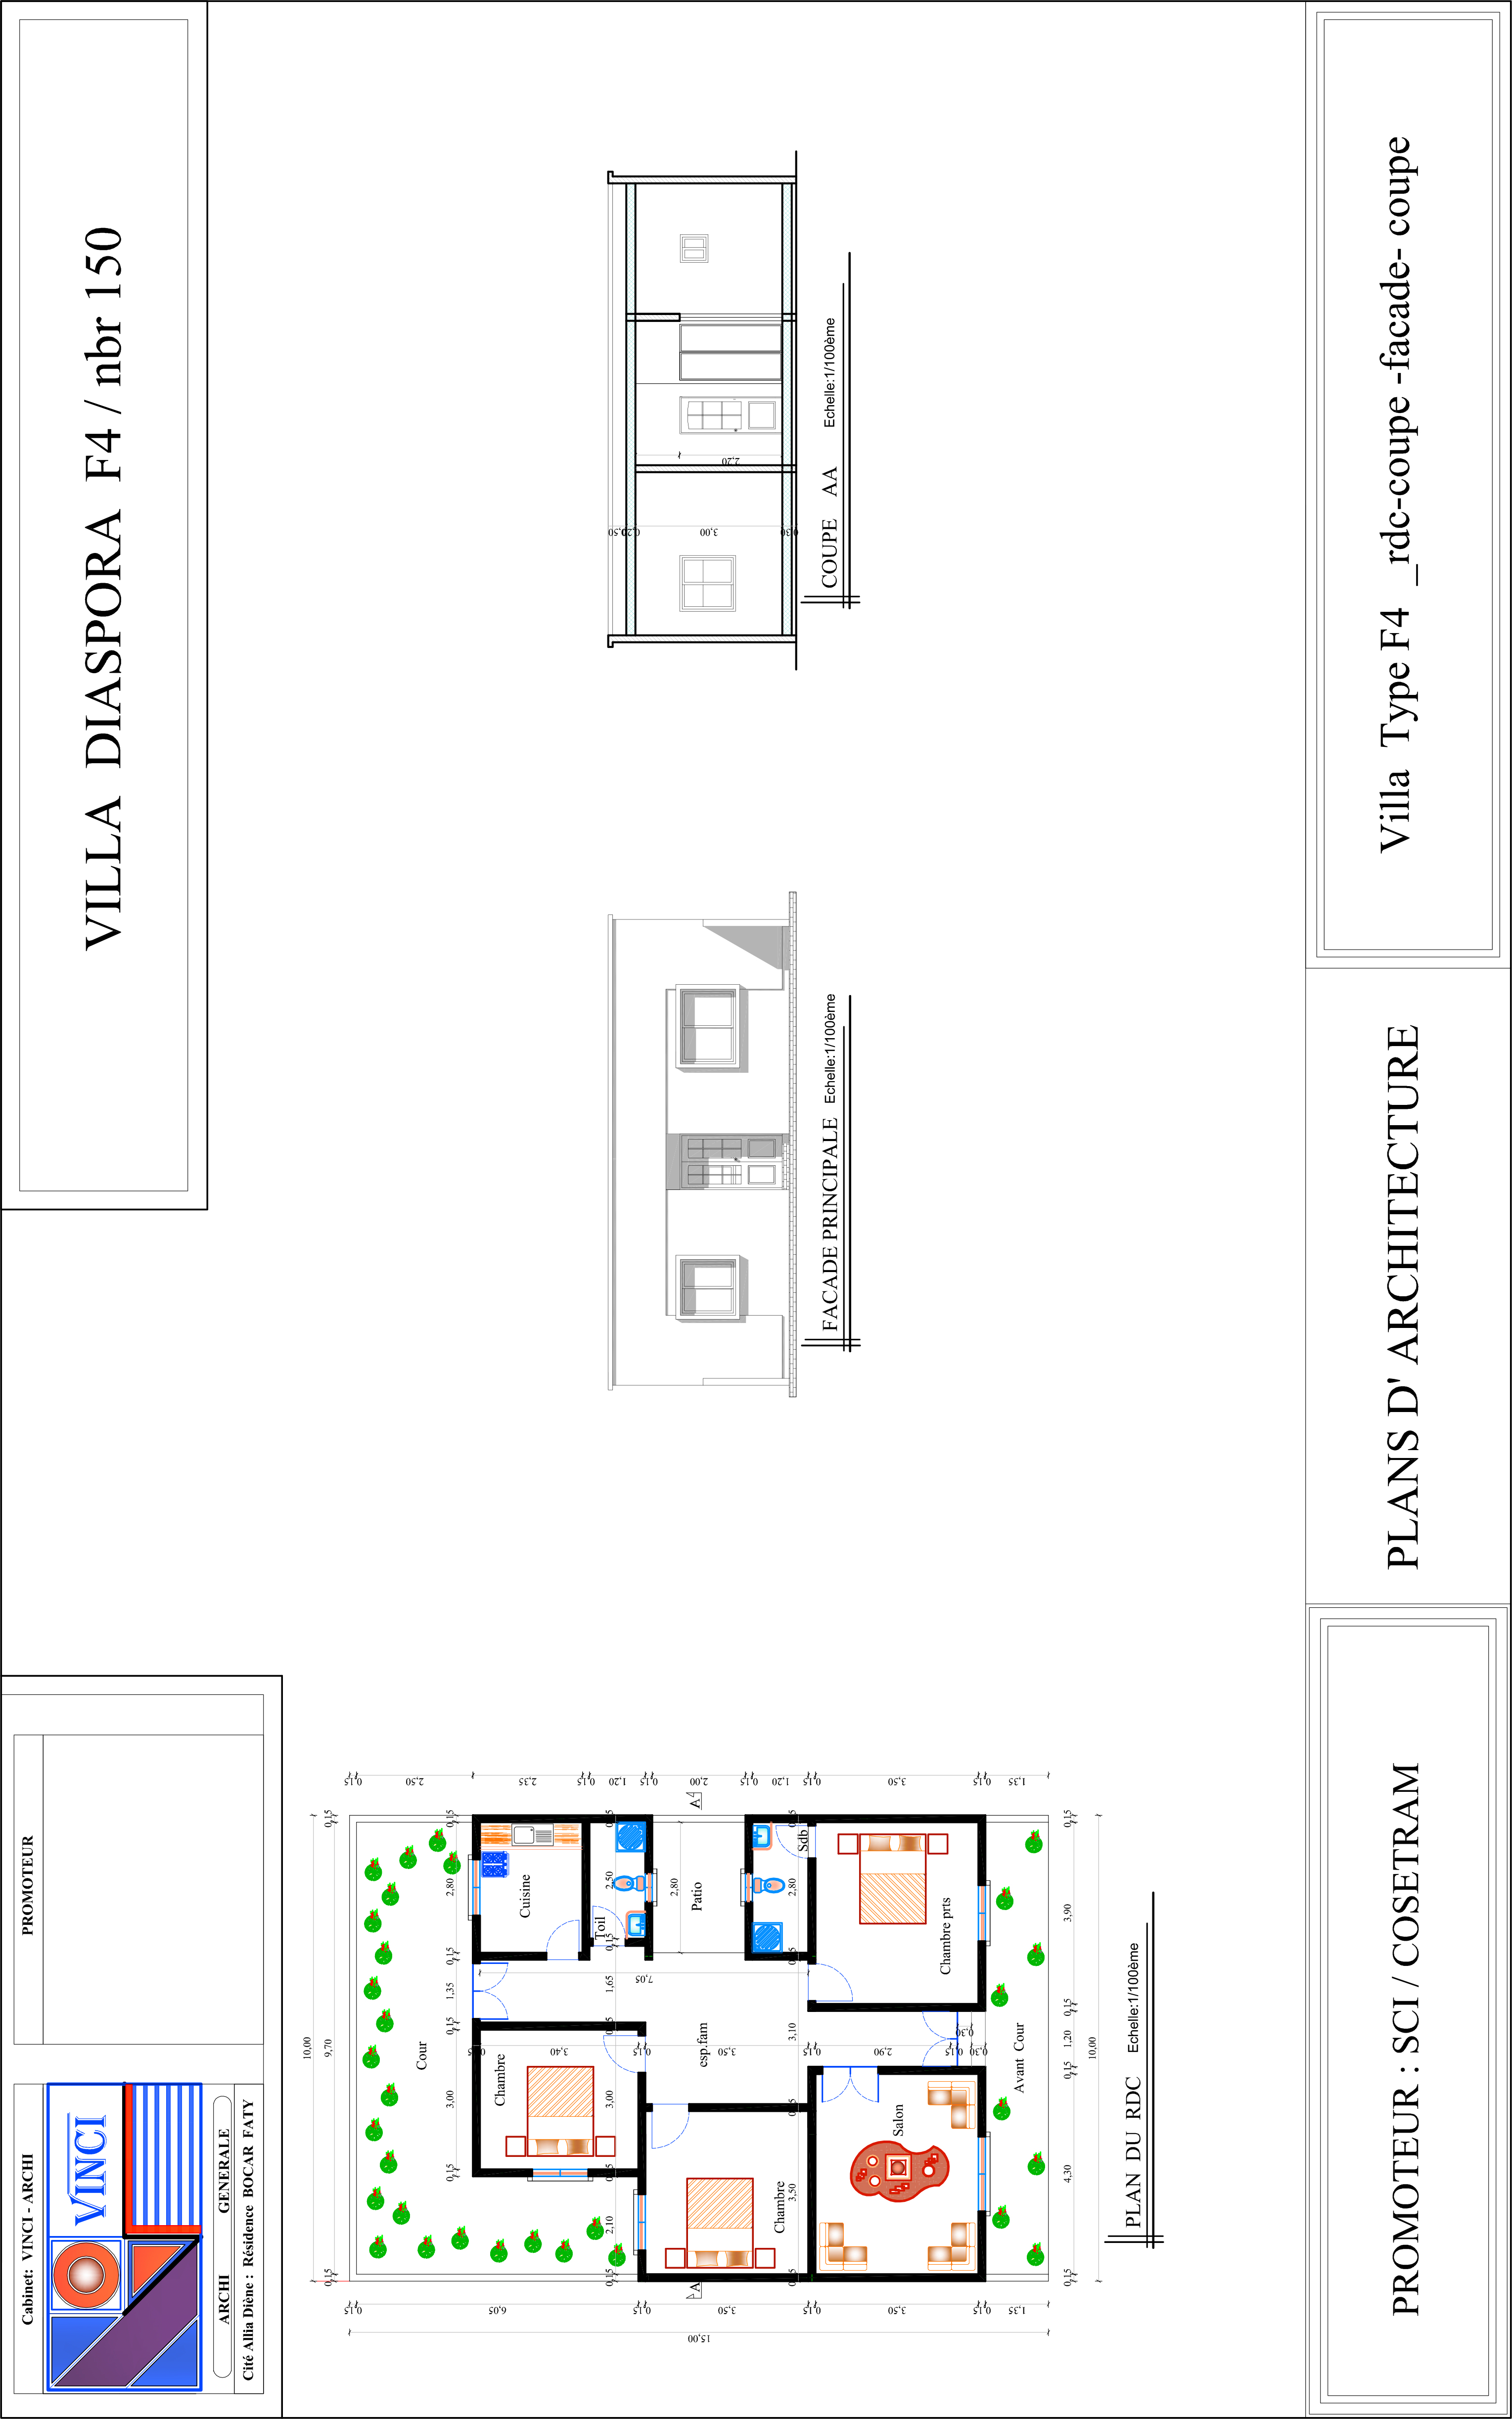 Cabinet: VINCI - ARCHI
VINCI
ARCHI GENERALE
Cité Allia Diène : Résidence BOCAR FATY
PROMOTEUR
VILLA DIASPORA F4 / nbr 150
10,00
0,15 9,70 0,15
0,15
0,15
Cour
2,50
0,15 3,00 0,15 1,35 0,15 2,80 0,15
6,05
Chambre
Cuisine
2,35
3,40
0,15
Toil
0,15 2,10 3,00 1,65 0,15 2,50
1,20
0,15
0,15
7,05
0,15
2,80
A
A
Patio
2,00
15,00
esp.fam
3,50
3,50
0,15
Chambre
1,20
3,50 3,10 2,80
Sdb
0,15
0,15
0,15
2,90
3,50
Salon
3,50
Chambre prts
0,15
0,30
0,30
0,15
0,15
1,35
Avant Cour
1,35
0,15 4,30 0,15 1,20 0,15 3,90 0,15
10,00
PLAN DU RDC Echelle:1/100ème
FACADE PRINCIPALE Echelle:1/100ème
0,50
0,20
3,00
2,20
0,30
COUPE AA Echelle:1/100ème
PROMOTEUR : SCI / COSETRAM
PLANS D' ARCHITECTURE
Villa Type F4 _rdc-coupe -facade- coupe